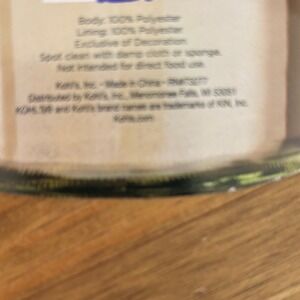 Body: 100% Polyester
Lining: 100% Polyester
Exclusive of Decoration
Spot clean with damp cloth or sponge.
Not intended for direct food use.
Kohl's, Inc. - Made in China - RN#73277
Distributed by Kohl's, Inc., Menomonee Falls, WI 53051
KOHL'S® and Kohl's brand names are trademarks of KIN, Inc.
Kohls.com